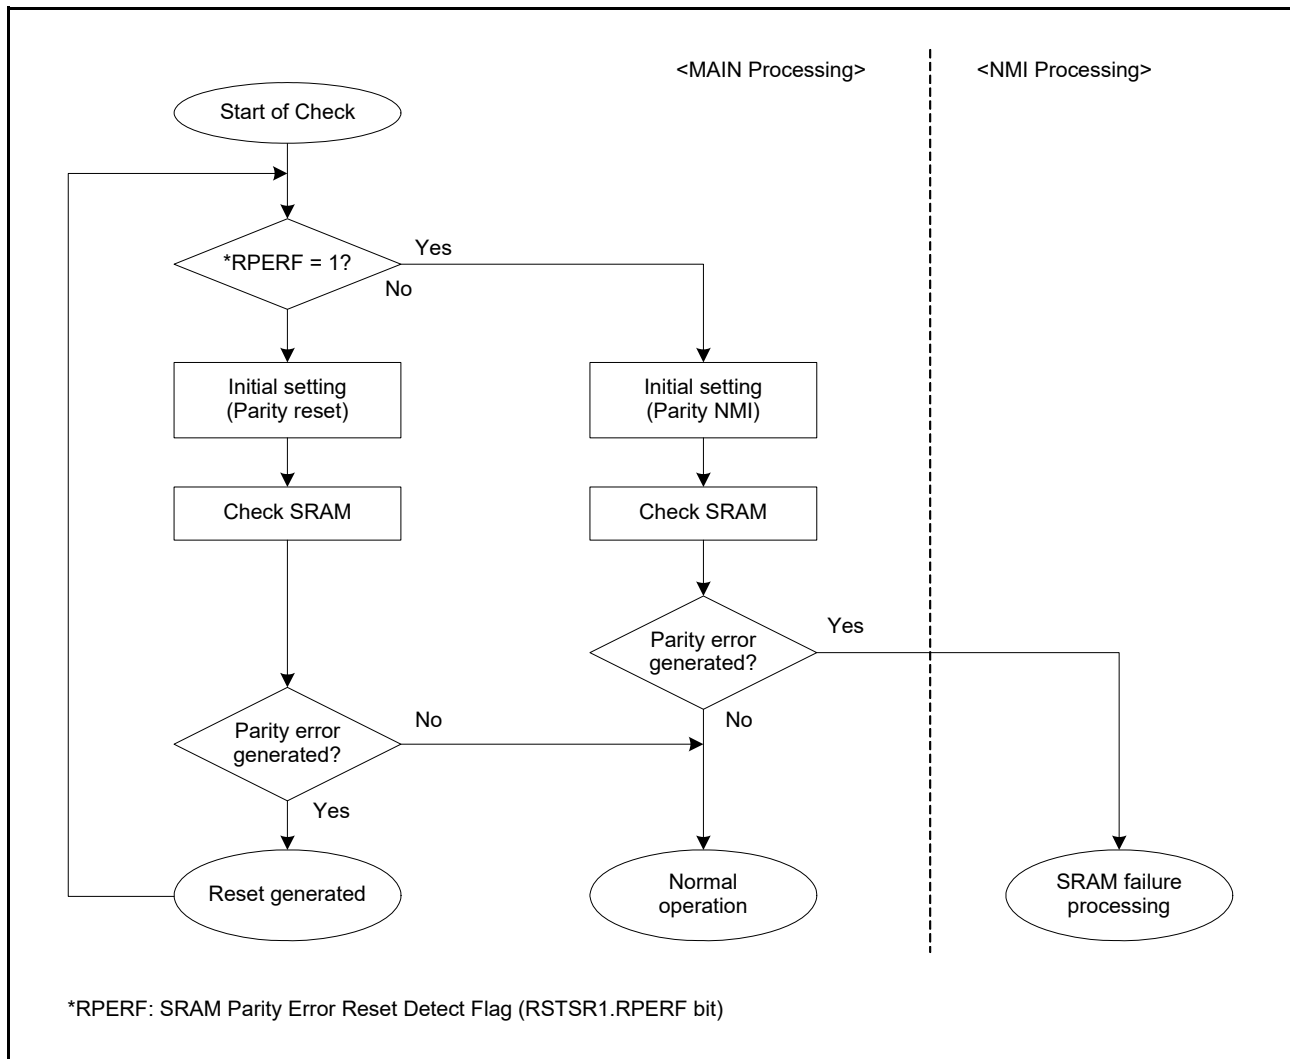 <MAIN Processing>
<NMI Processing>
Start of Check
*RPERF = 1?
Yes
No
Initial setting
(Parity reset)
Initial setting
(Parity NMI)
Check SRAM
Check SRAM
Parity error
generated?
Yes
No
Parity error
generated?
No
Yes
Reset generated
Normal
operation
SRAM failure
processing
*RPERF: SRAM Parity Error Reset Detect Flag (RSTSR1.RPERF bit)